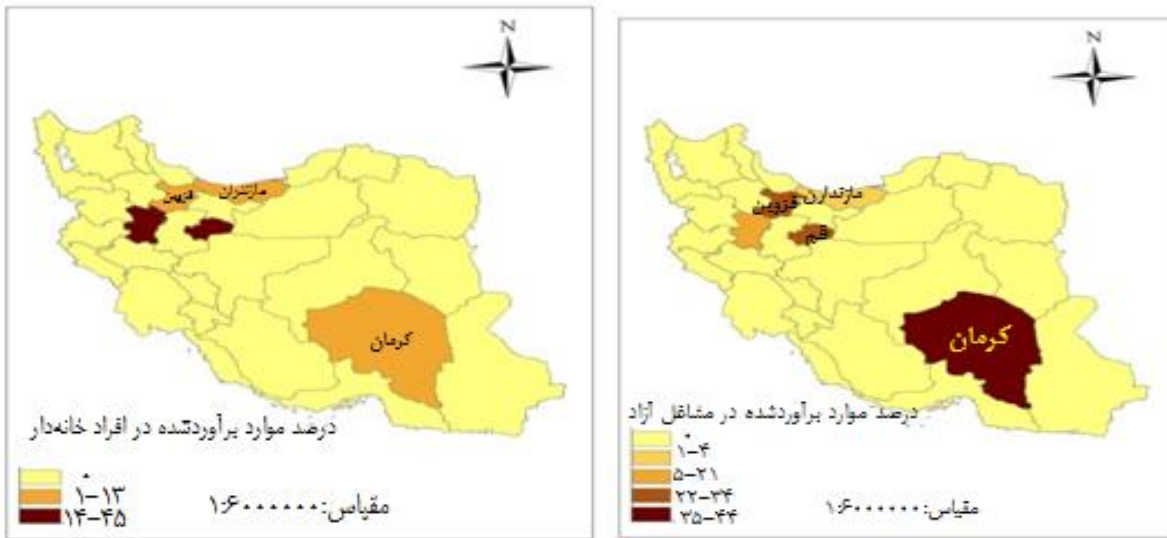 N
مازندران
قزوین
کرمان
درصد موارد برآوردشده در افراد خانه‌دار
۰
۱-۱۳
۱۴-۴۵
مقیاس:۱:۶۰۰۰۰۰۰
N
مازندارن
قزوین
قم
کرمان
درصد موارد برآوردشده در مشاغل آزاد
۰
۱-۴
۵-۲۱
۲۲-۳۴
۳۵-۴۴
مقیاس:۱:۶۰۰۰۰۰۰